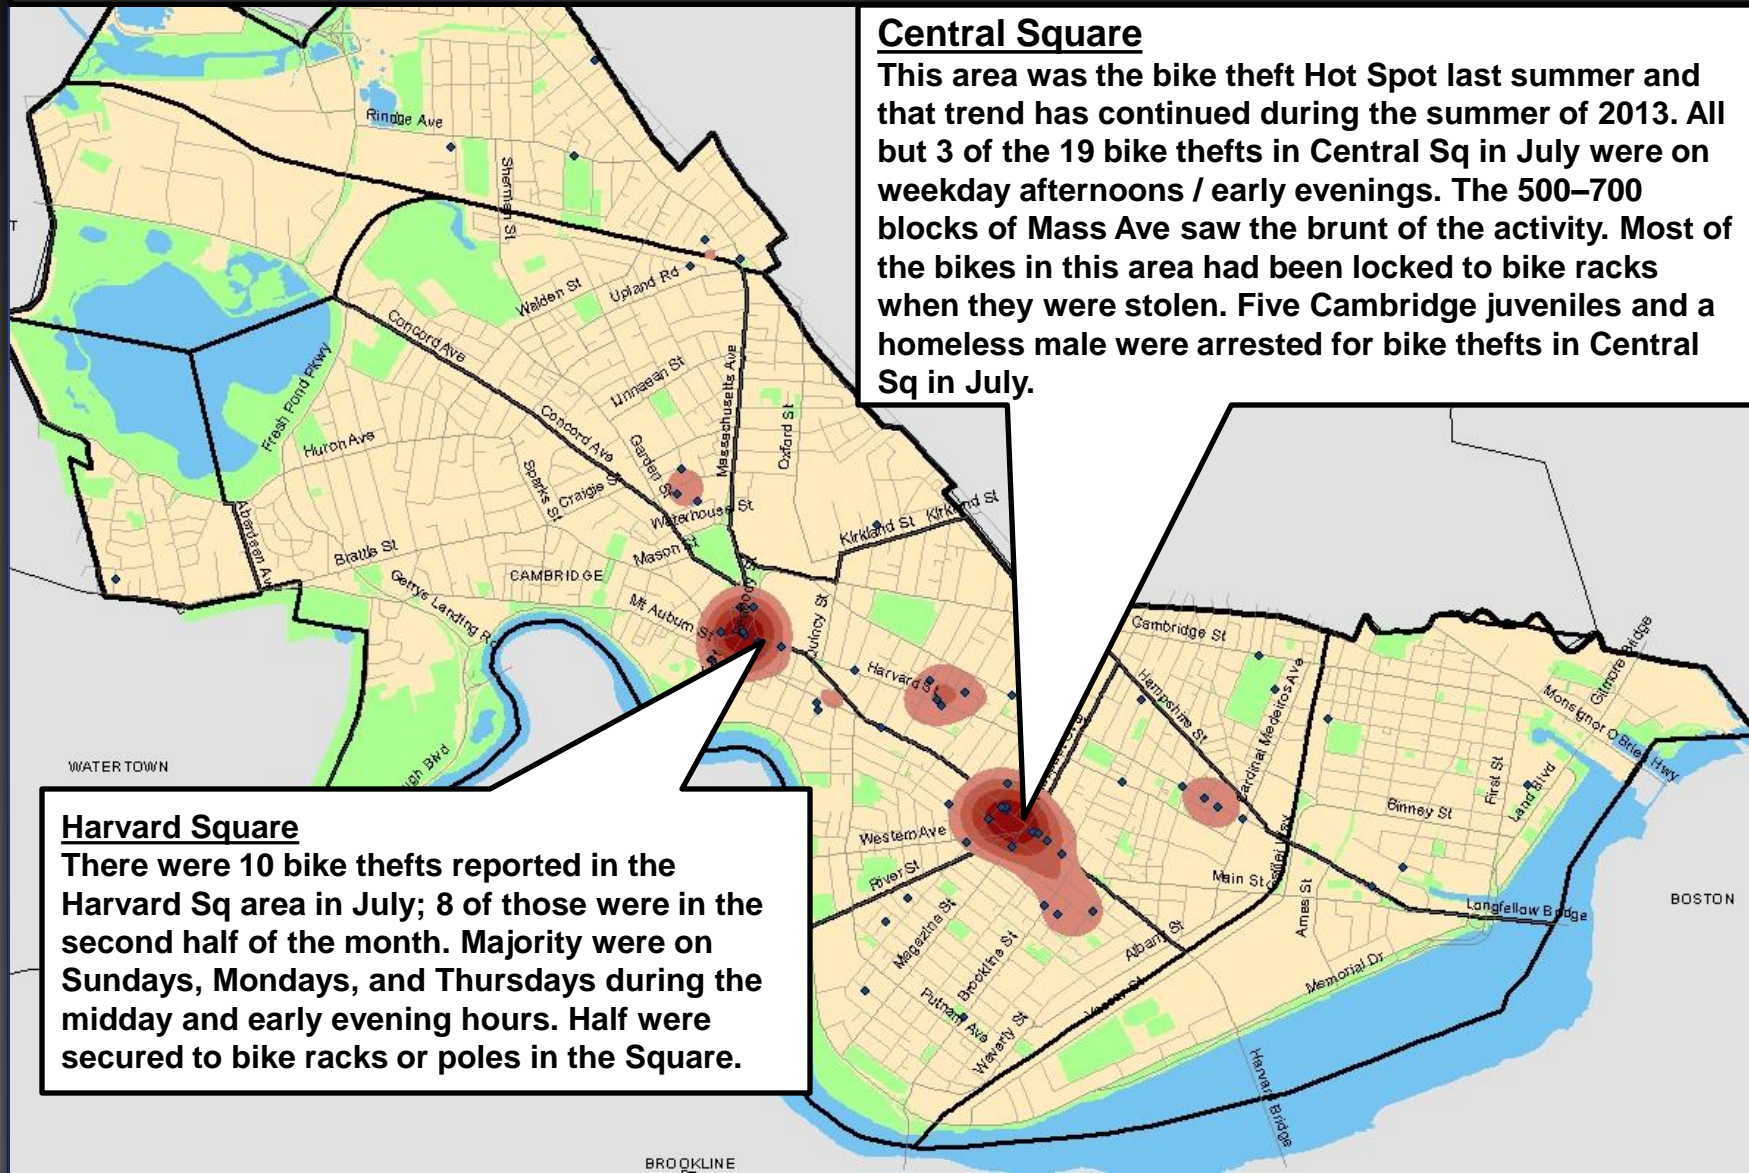 Central Square
This area was the bike theft Hot Spot last summer and
that trend has continued during the summer of 2013. All
but 3 of the 19 bike thefts in Central Sq in July were on
weekday afternoons / early evenings. The 500–700
blocks of Mass Ave saw the brunt of the activity. Most of
the bikes in this area had been locked to bike racks
when they were stolen. Five Cambridge juveniles and a
homeless male were arrested for bike thefts in Central
Sq in July.
Rindge Ave
Sherman St
Walden St
Upland Rd
Concord Ave
Fresh Pond Pkwy
Linnaean St
Massachusetts Ave
Oxford St
Huron Ave
Concord Ave
Garden St
Sparks St
Craigie St
Waterhouse St
Kirkland St
Kirkland St
Aberdeen Ave
Brattle St
Mason St
CAMBRIDGE
Gerrys Landing Rd
Mt Auburn St
Quincy St
Harvard St
Cambridge St
Hampshire St
Cardinal Medeiros Ave
Gilmore Bridge
Monsignor O Brien Hwy
First St
Land Blvd
Binney St
WATERTOWN
Western Ave
River St
Main St
Ames St
Longfellow Bridge
BOSTON
Magazine St
Brookline St
Albany St
Putnam Ave
Waverly St
Vassar St
Memorial Dr
Harvard Bridge
BROOKLINE
Harvard Square
There were 10 bike thefts reported in the
Harvard Sq area in July; 8 of those were in the
second half of the month. Majority were on
Sundays, Mondays, and Thursdays during the
midday and early evening hours. Half were
secured to bike racks or poles in the Square.